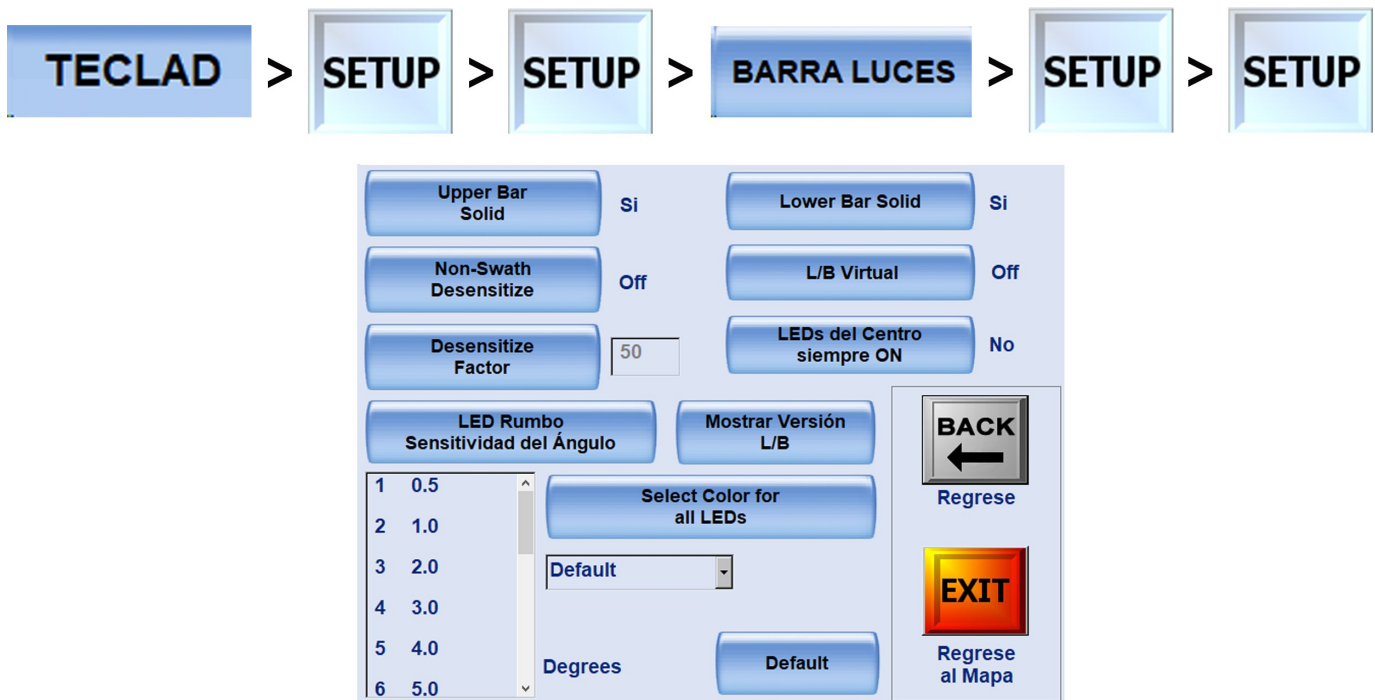 TECLAD > SETUP > SETUP > BARRA LUCES > SETUP > SETUP
Upper Bar
Solid
Si
Lower Bar Solid
Si
Non-Swath
Desensitize
Off
L/B Virtual
Off
Desensitize
Factor
50
LEDs del Centro
siempre ON
No
LED Rumbo
Sensitividad del Ángulo
Mostrar Versión
L/B
BACK
Regrese
1 0.5
2 1.0
3 2.0
4 3.0
5 4.0
6 5.0
Select Color for
all LEDs
Default
Degrees
Default
EXIT
Regrese
al Mapa